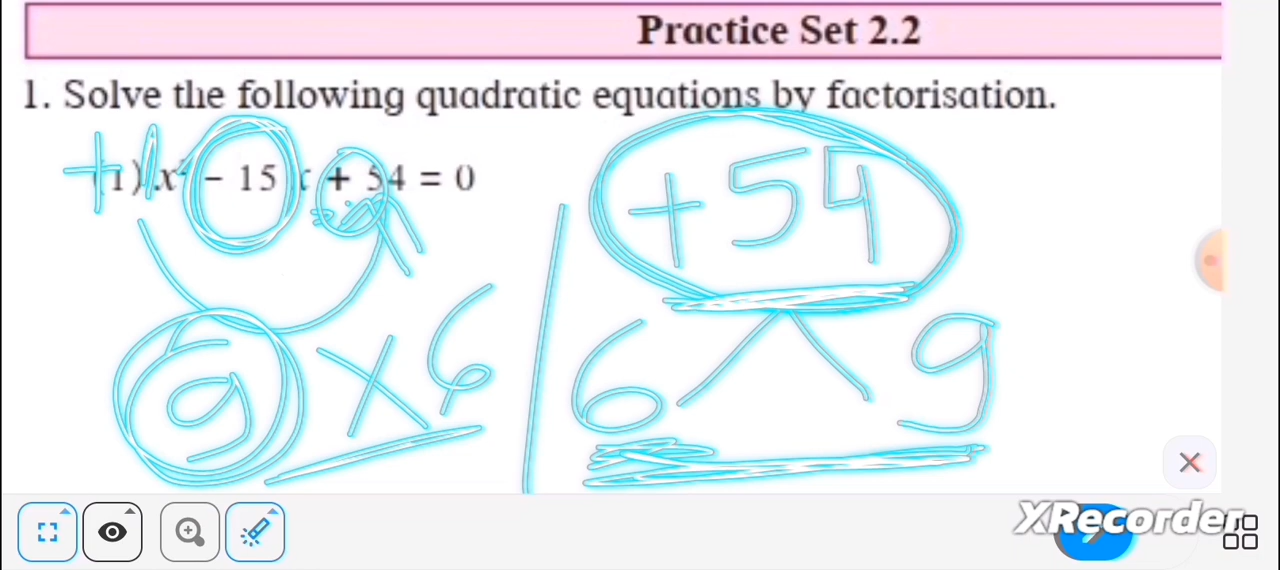 Practice Set 2.2
1. Solve the following quadratic equations by factorisation.
+1
(1) x² – 15x + 54 = 0
+54
9 × 6
6 9
XRecorder